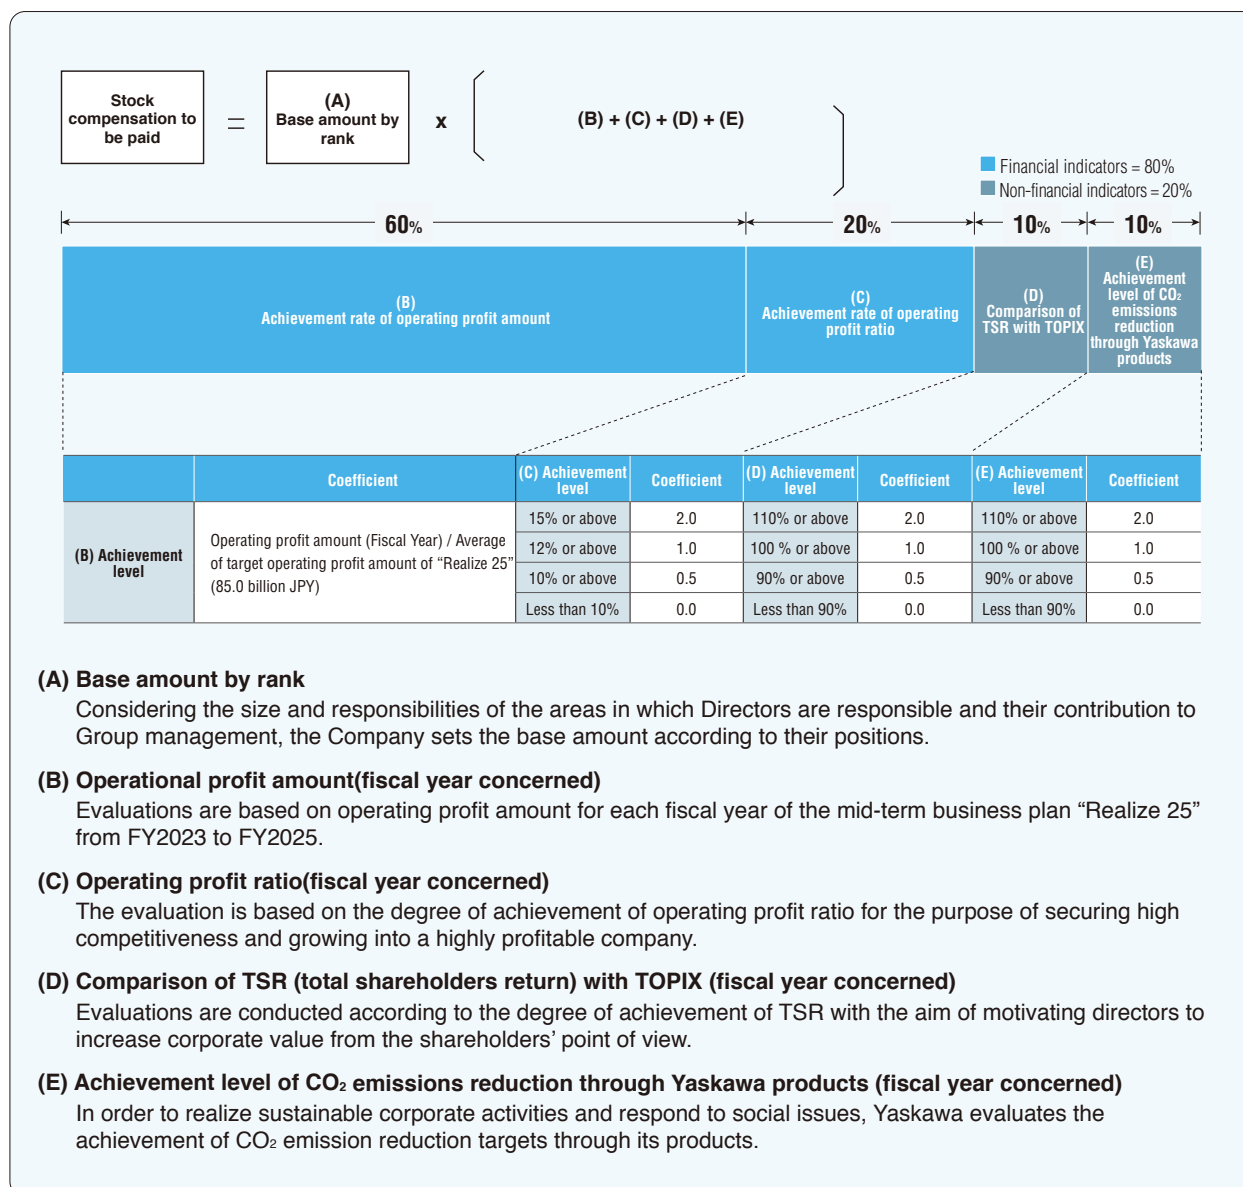 Stock
compensation to
be paid
=
(A)
Base amount by
rank
x
(B) + (C) + (D) + (E)
Financial indicators = 80%
Non-financial indicators = 20%
60%
20%
10%
10%
(B)
Achievement rate of operating profit amount
(C)
Achievement rate of operating
profit ratio
(D)
Comparison of
TSR with TOPIX
(E)
Achievement
level of CO₂
emissions
reduction
through Yaskawa
products
Coefficient
(C) Achievement
level
Coefficient
(D) Achievement
level
Coefficient
(E) Achievement
level
Coefficient
(B) Achievement
level
Operating profit amount (Fiscal Year) / Average
of target operating profit amount of “Realize 25”
(85.0 billion JPY)
15% or above
2.0
110% or above
2.0
110% or above
2.0
12% or above
1.0
100 % or above
1.0
100 % or above
1.0
10% or above
0.5
90% or above
0.5
90% or above
0.5
Less than 10%
0.0
Less than 90%
0.0
Less than 90%
0.0
(A) Base amount by rank
Considering the size and responsibilities of the areas in which Directors are responsible and their contribution to
Group management, the Company sets the base amount according to their positions.
(B) Operational profit amount(fiscal year concerned)
Evaluations are based on operating profit amount for each fiscal year of the mid-term business plan “Realize 25”
from FY2023 to FY2025.
(C) Operating profit ratio(fiscal year concerned)
The evaluation is based on the degree of achievement of operating profit ratio for the purpose of securing high
competitiveness and growing into a highly profitable company.
(D) Comparison of TSR (total shareholders return) with TOPIX (fiscal year concerned)
Evaluations are conducted according to the degree of achievement of TSR with the aim of motivating directors to
increase corporate value from the shareholders’ point of view.
(E) Achievement level of CO₂ emissions reduction through Yaskawa products (fiscal year concerned)
In order to realize sustainable corporate activities and respond to social issues, Yaskawa evaluates the
achievement of CO₂ emission reduction targets through its products.